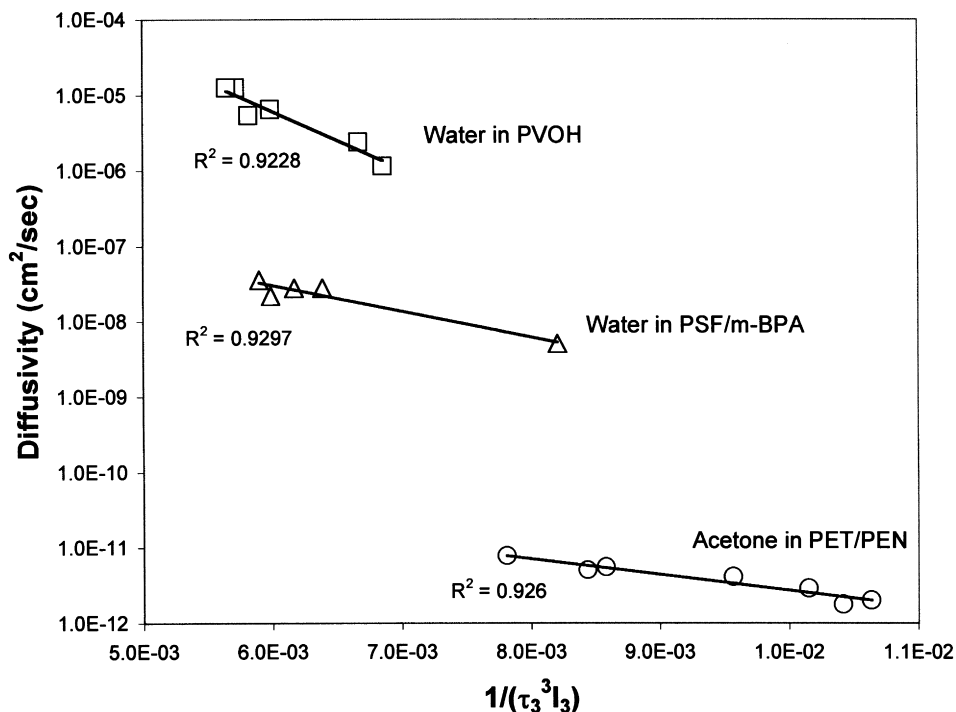 1.0E-04
1.0E-05
Water in PVOH
R² = 0.9228
1.0E-06
Diffusivity (cm²/sec)
1.0E-07
Water in PSF/m-BPA
1.0E-08
R² = 0.9297
1.0E-09
1.0E-10
Acetone in PET/PEN
1.0E-11
R² = 0.926
1.0E-12
5.0E-03 6.0E-03 7.0E-03 8.0E-03 9.0E-03 1.0E-02 1.1E-02
1/(τ₃³I₃)